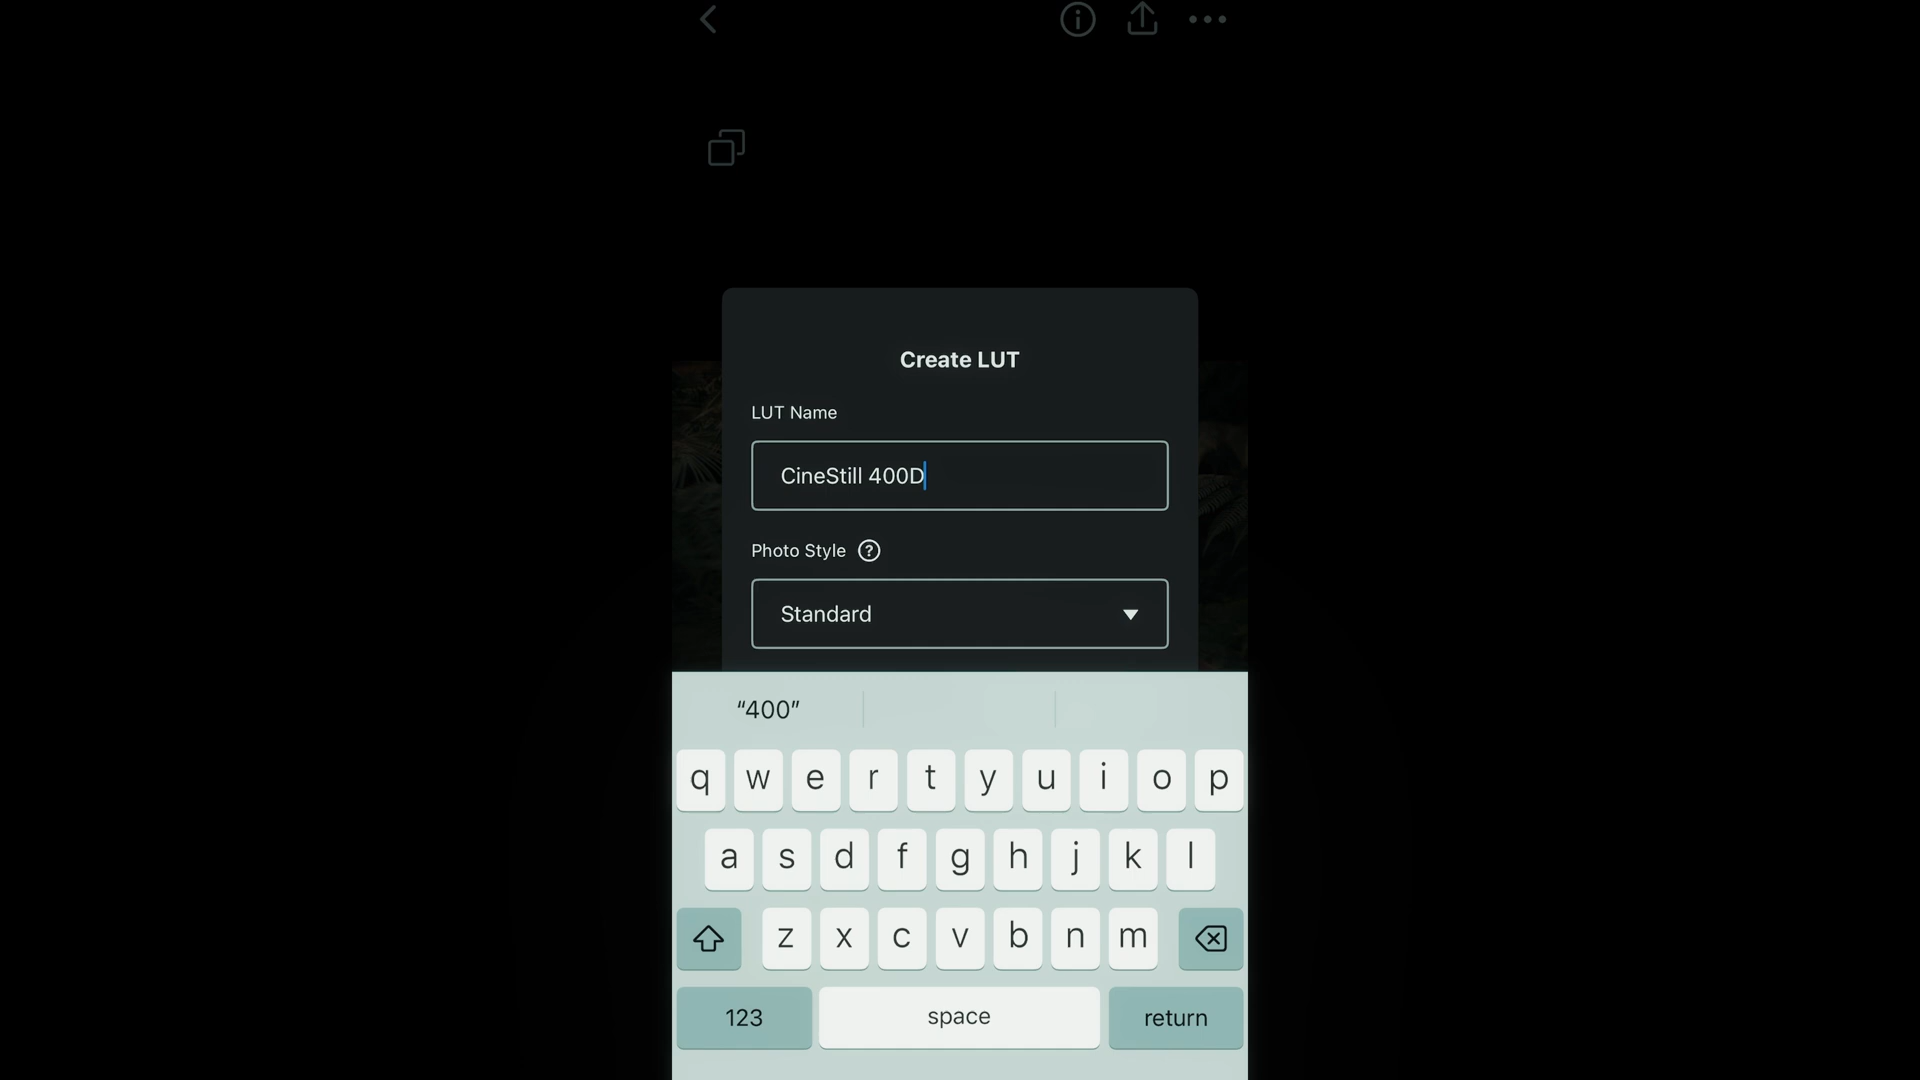 Create LUT
LUT Name
CineStill 400D
Photo Style ?
Standard
“400”
q w e r t y u i o p
a s d f g h j k l
z x c v b n m
123 space return